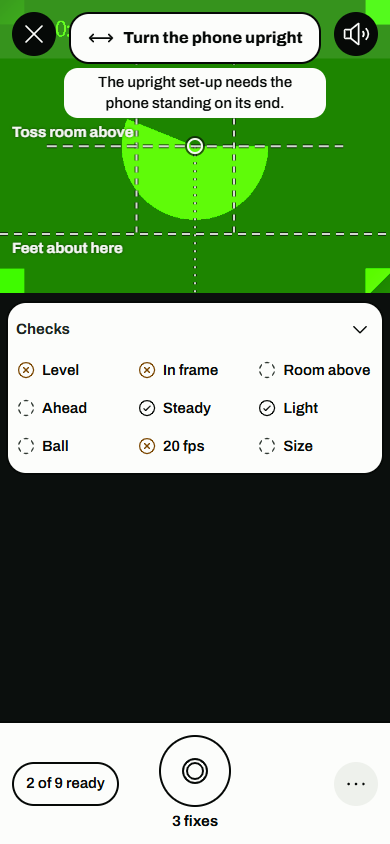 Turn the phone upright
The upright set-up needs the
phone standing on its end.
Toss room above
Feet about here
Checks
Level
In frame
Room above
Ahead
Steady
Light
Ball
20 fps
Size
2 of 9 ready
3 fixes